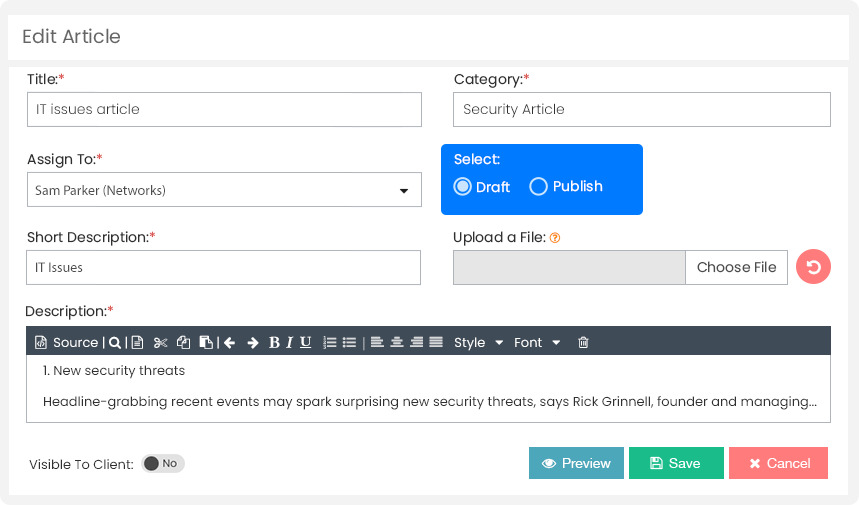 Edit Article
Title:* Category:*
IT issues article Security Article
Assign To:* Select:
Sam Parker (Networks) Draft Publish
Short Description:* Upload a File:
IT Issues Choose File
Description:*
Source B I U Style Font
1. New security threats
Headline-grabbing recent events may spark surprising new security threats, says Rick Grinnell, founder and managing...
Visible To Client: No Preview Save Cancel